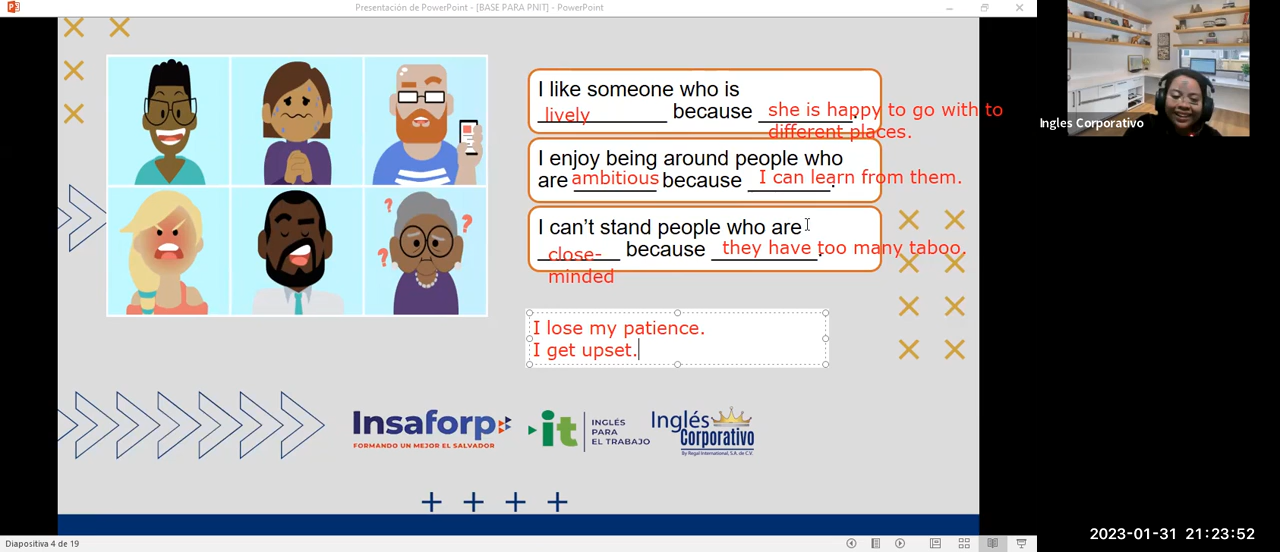 Presentación de PowerPoint - [BASE PARA PNIT] - PowerPoint
I like someone who is
lively because she is happy to go with to
different places.
I enjoy being around people who
are ambitious because I can learn from them.
I can't stand people who are
close- because they have too many taboo.
minded
I lose my patience.
I get upset.
Insaforp
FORMANDO UN MEJOR EL SALVADOR
it
INGLÉS
PARA
EL TRABAJO
Inglés
Corporativo
By Regal International, S.A. de C.V.
Diapositiva 4 de 19
Ingles Corporativo
2023-01-31 21:23:52